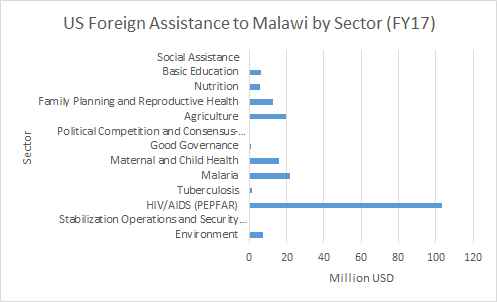 US Foreign Assistance to Malawi by Sector (FY17)
Social Assistance
Basic Education
Nutrition
Family Planning and Reproductive Health
Agriculture
Political Competition and Consensus-...
Good Governance
Maternal and Child Health
Malaria
Tuberculosis
HIV/AIDS (PEPFAR)
Stabilization Operations and Security ...
Environment
Sector
0 20 40 60 80 100 120
Million USD